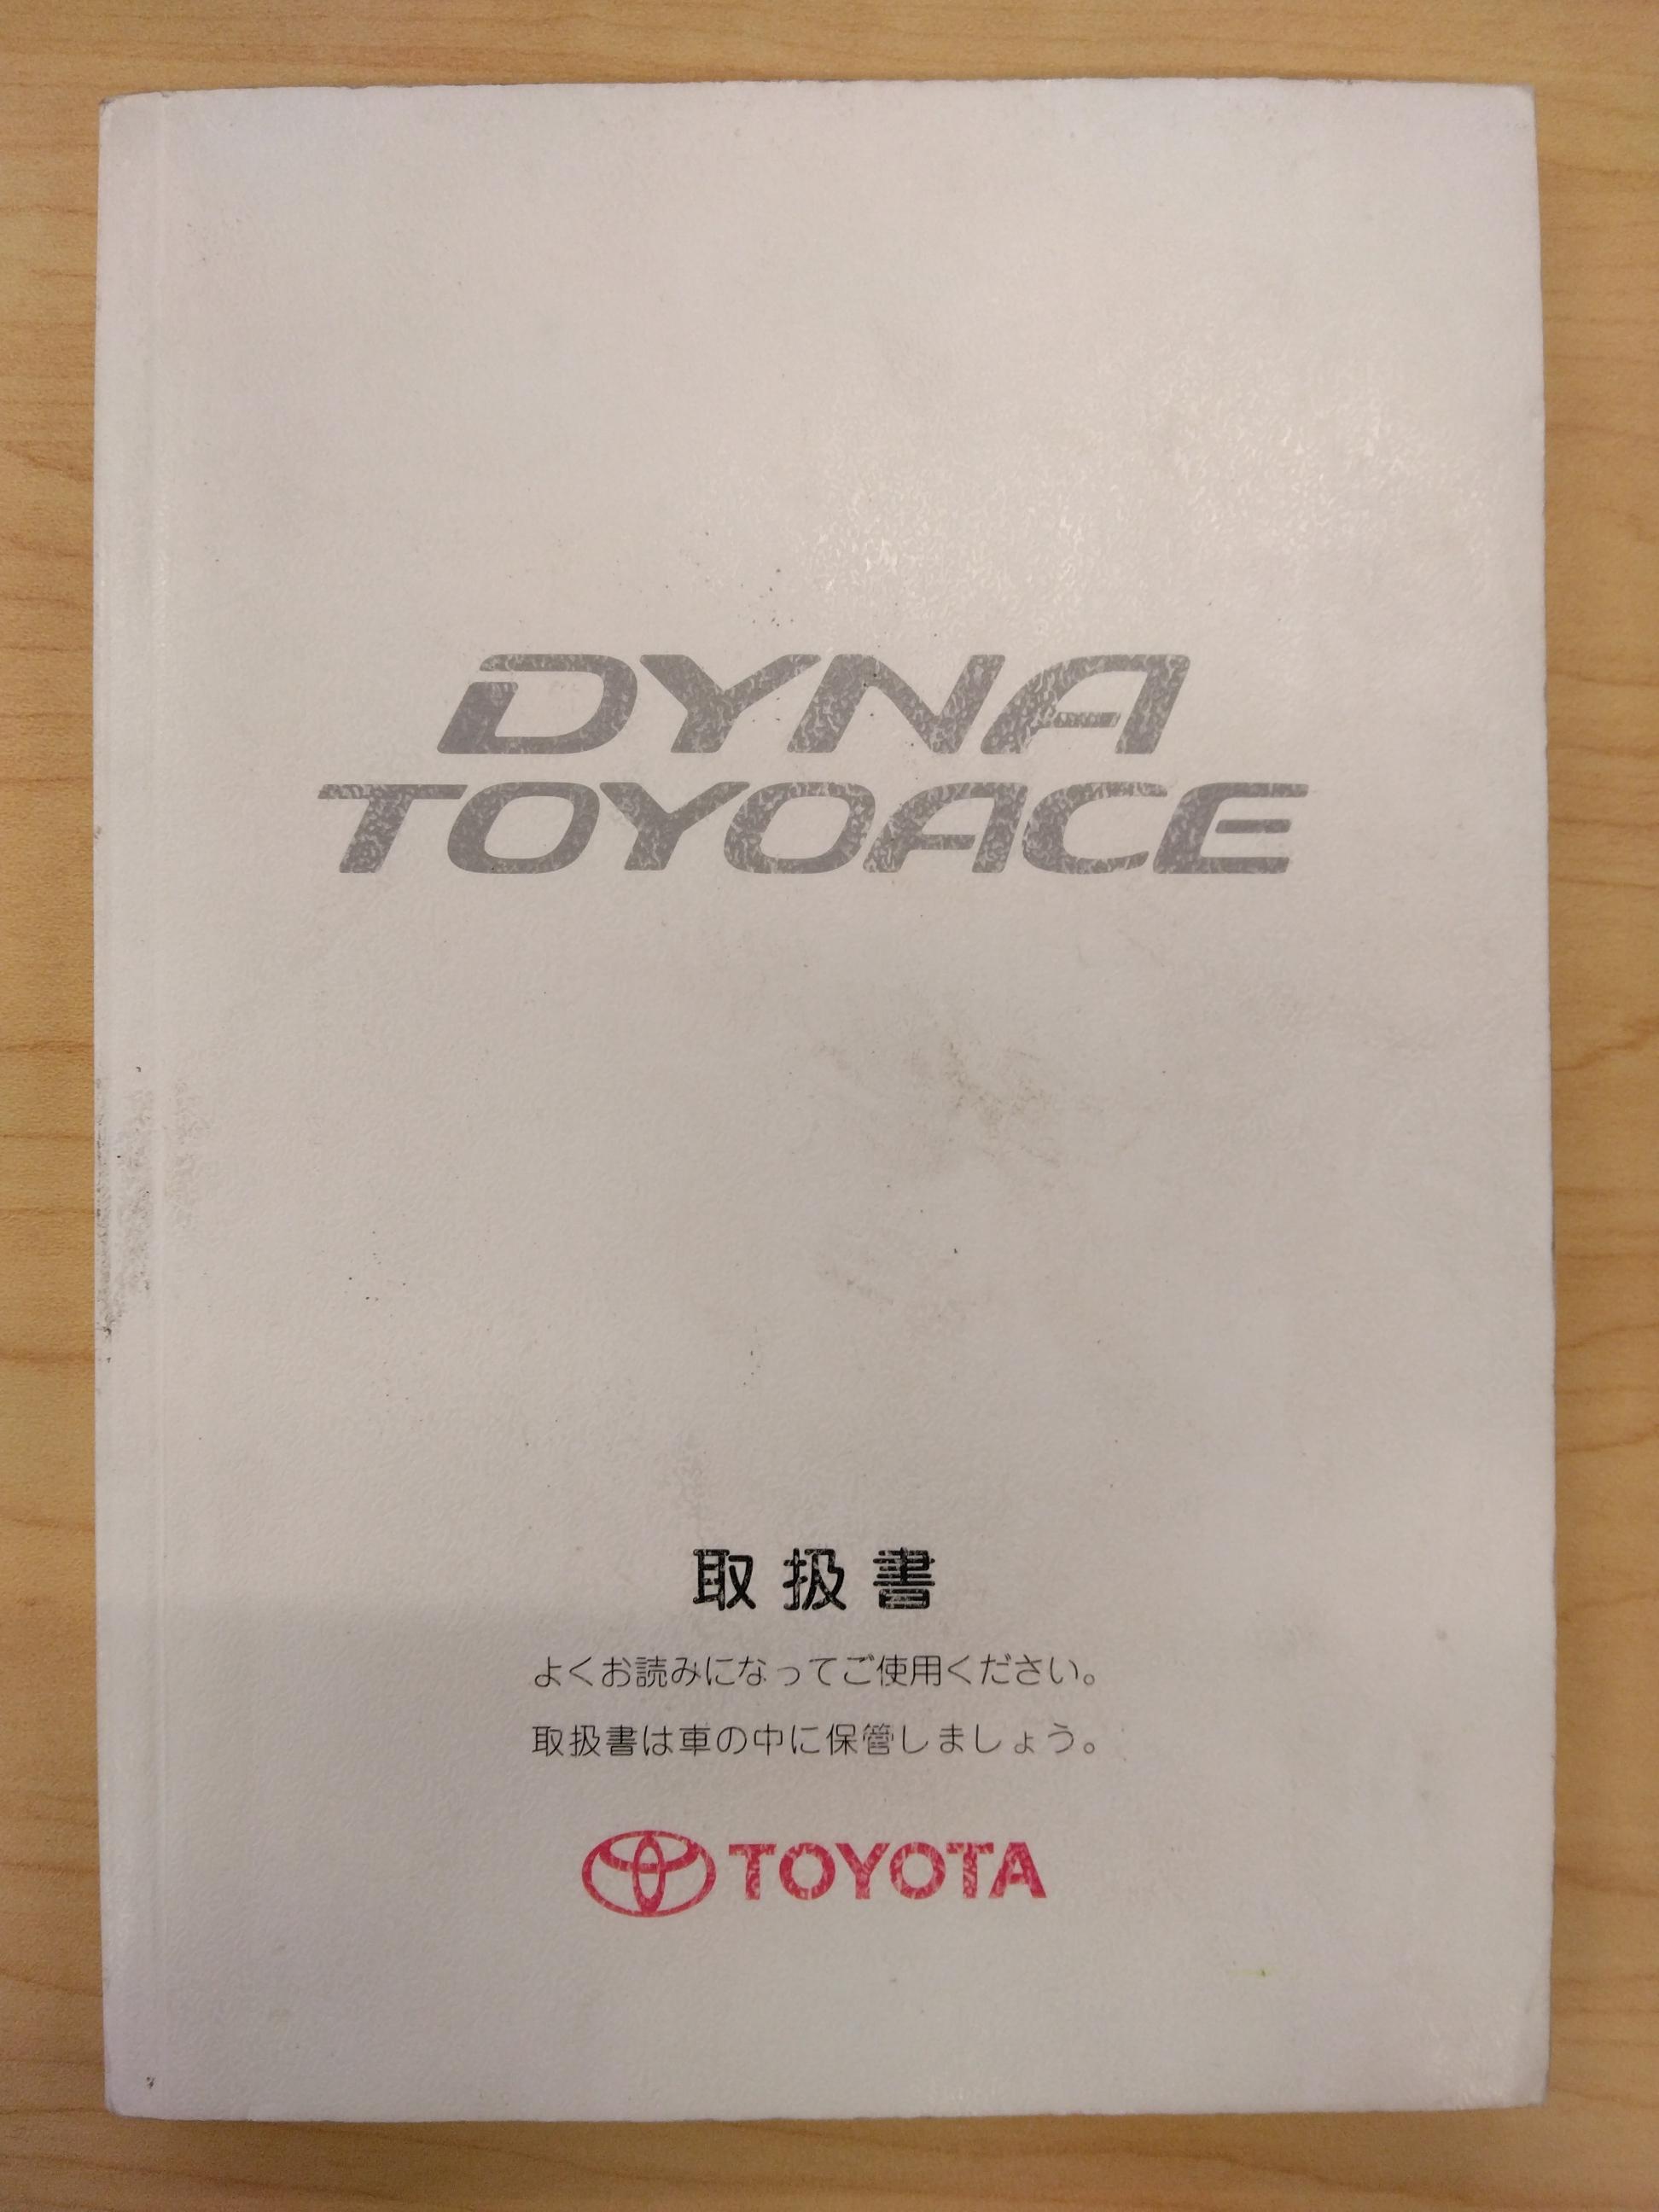 DYNA
TOYOACE
取扱書
よくお読みになってご使用ください。
取扱書は車の中に保管しましょう。
TOYOTA